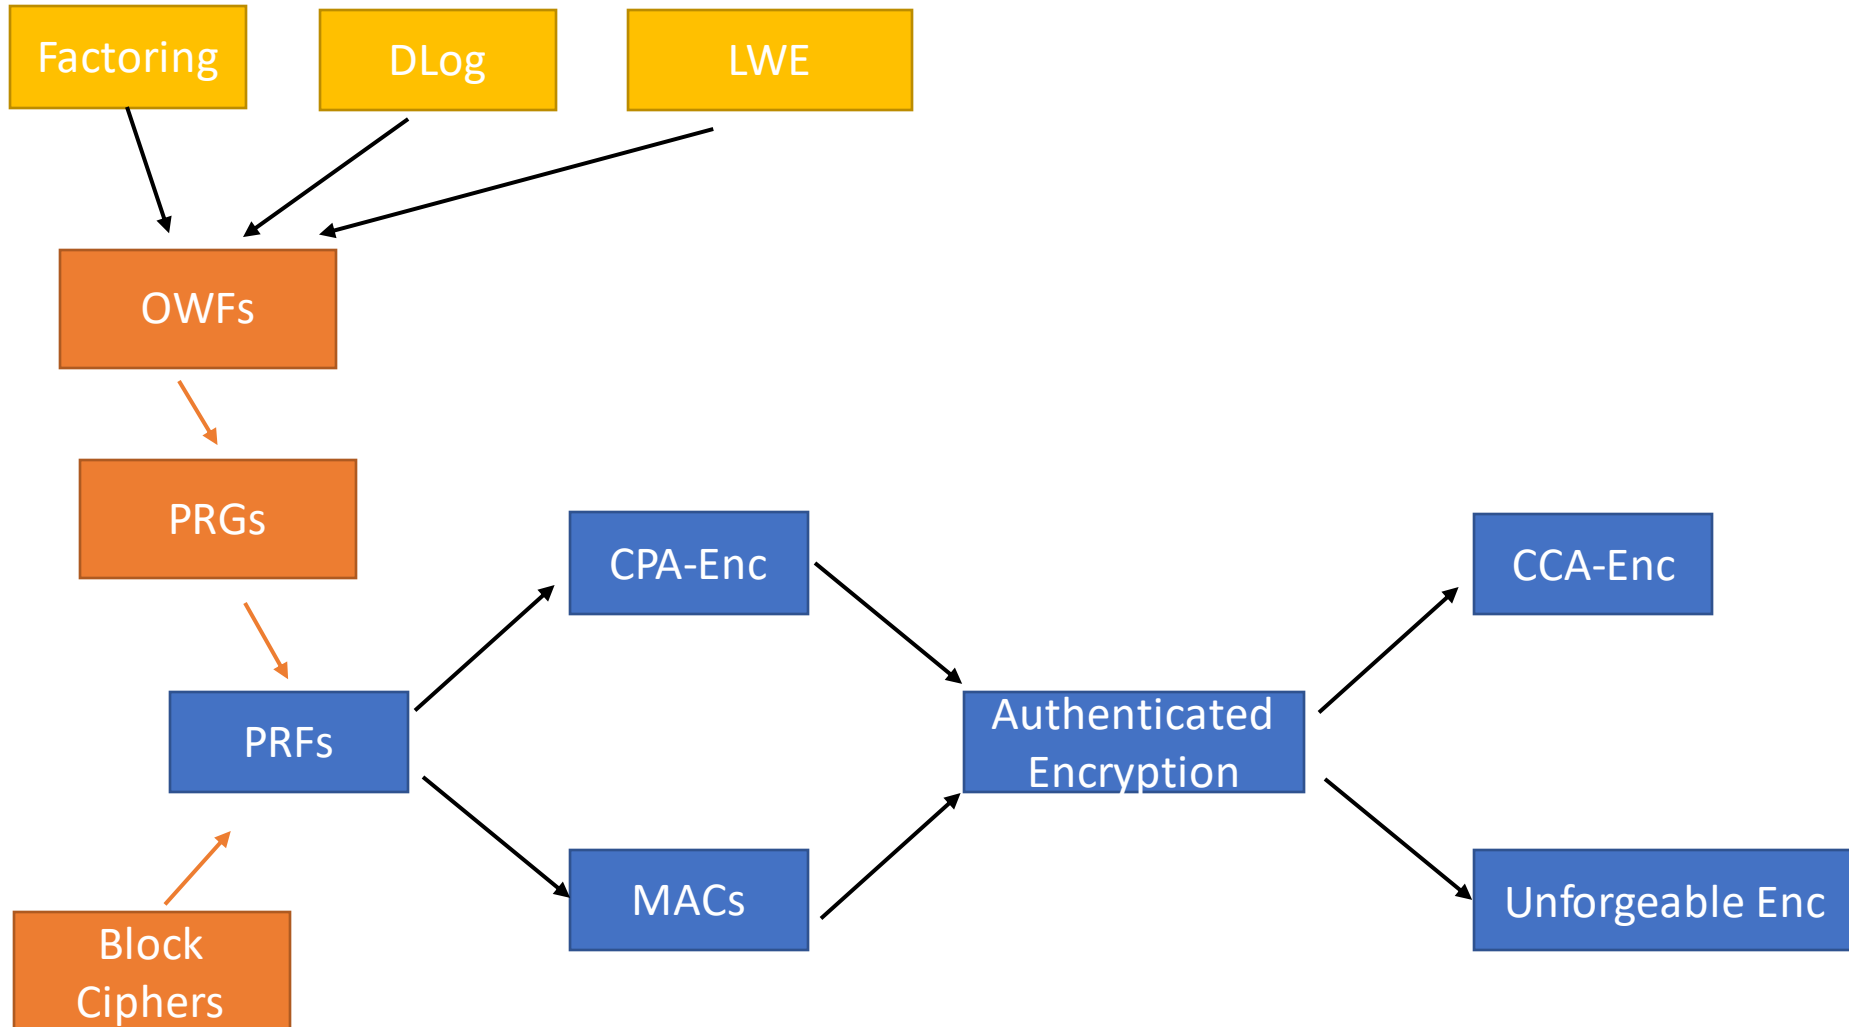 Factoring
DLog
LWE
OWFs
PRGs
CPA-Enc
CCA-Enc
PRFs
Authenticated
Encryption
MACs
Unforgeable Enc
Block
Ciphers